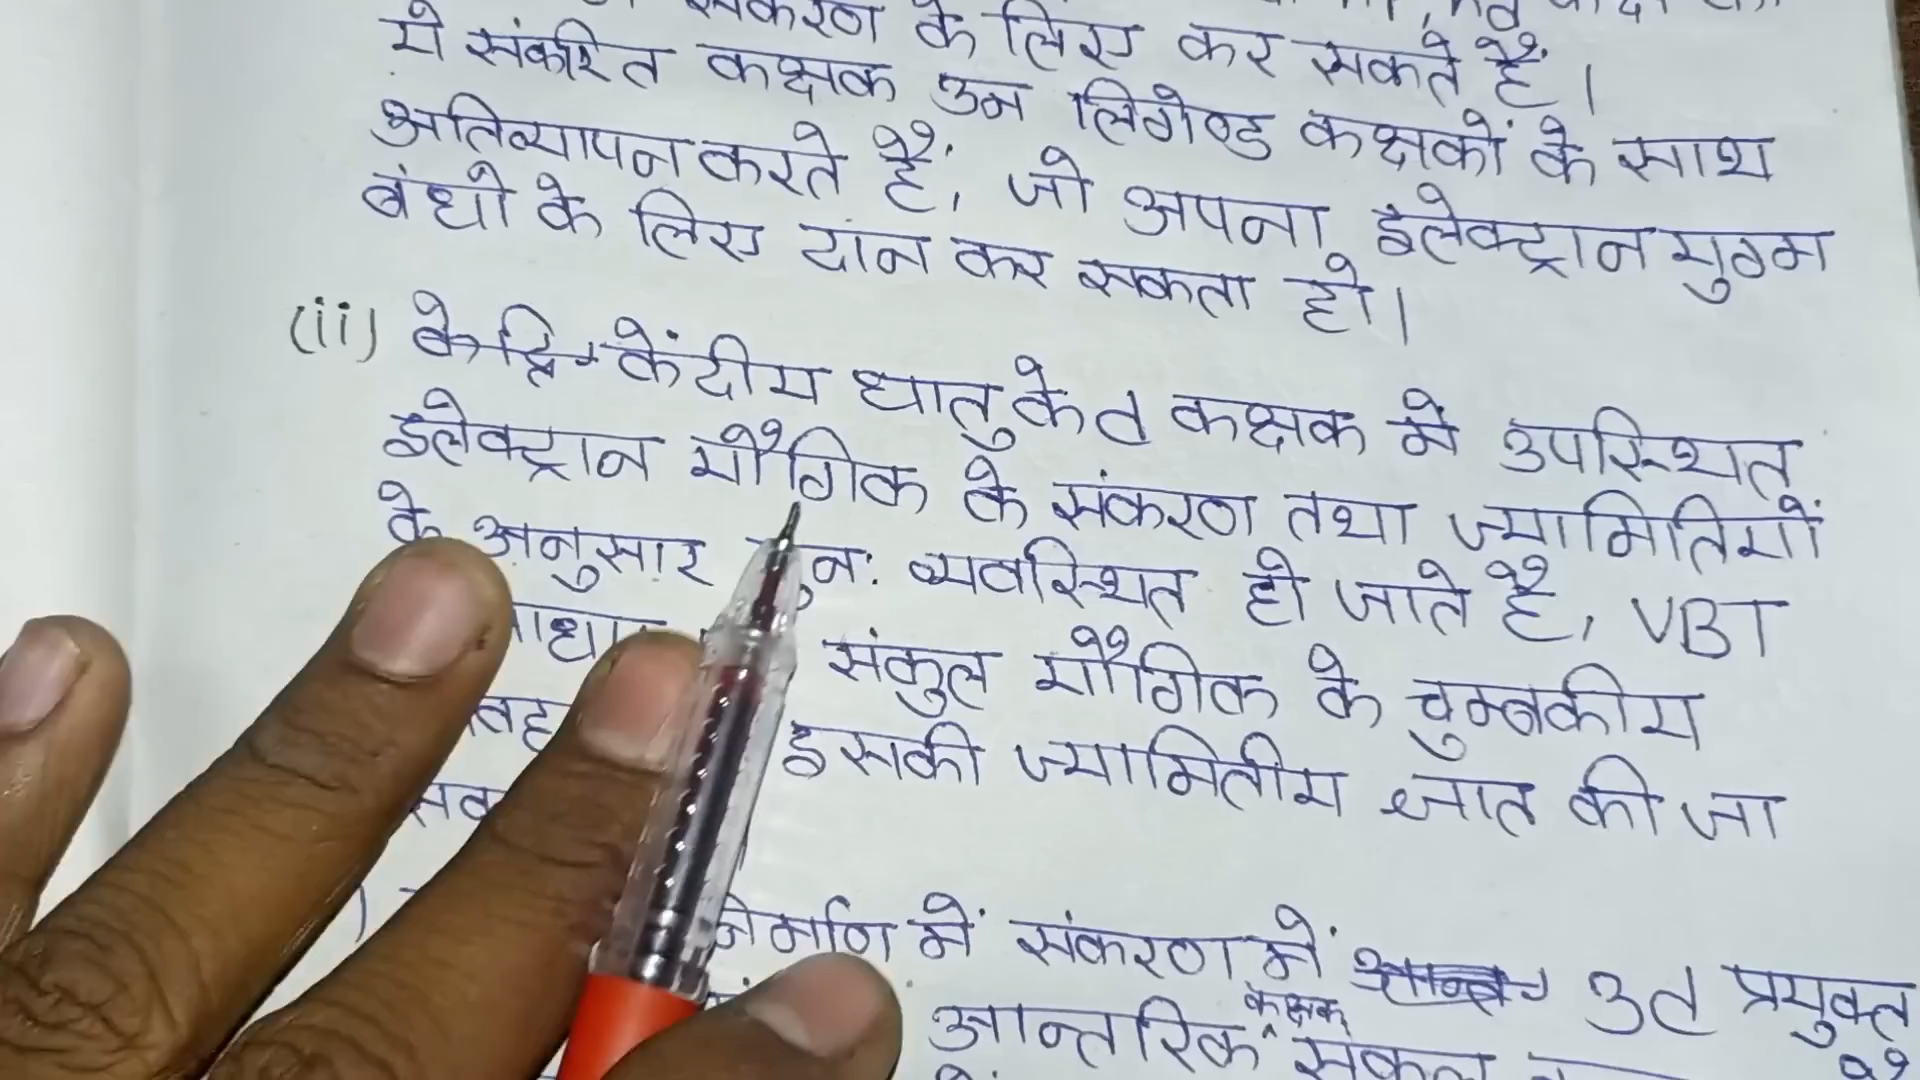 संकरण के लिए कर सकते हैं।
ये संकरित कक्षक उन लिगेण्ड कक्षकों के साथ
अतिव्यापन करते हैं, जो अपना इलेक्ट्रान युग्म
बंधो के लिए दान कर सकता हो।
(ii) केंद्रीय धातु के d कक्षक में उपस्थित
इलेक्ट्रान यौगिक के संकरण तथा ज्यामितियों
के अनुसार पुन: व्यवस्थित हो जाते है, VBT
संकुल यौगिक के चुम्बकीय
इसकी ज्यामितीय ज्ञात की जा
में संकरण में 3d प्रयुक्त
कक्षक
आन्तरिक संकुल